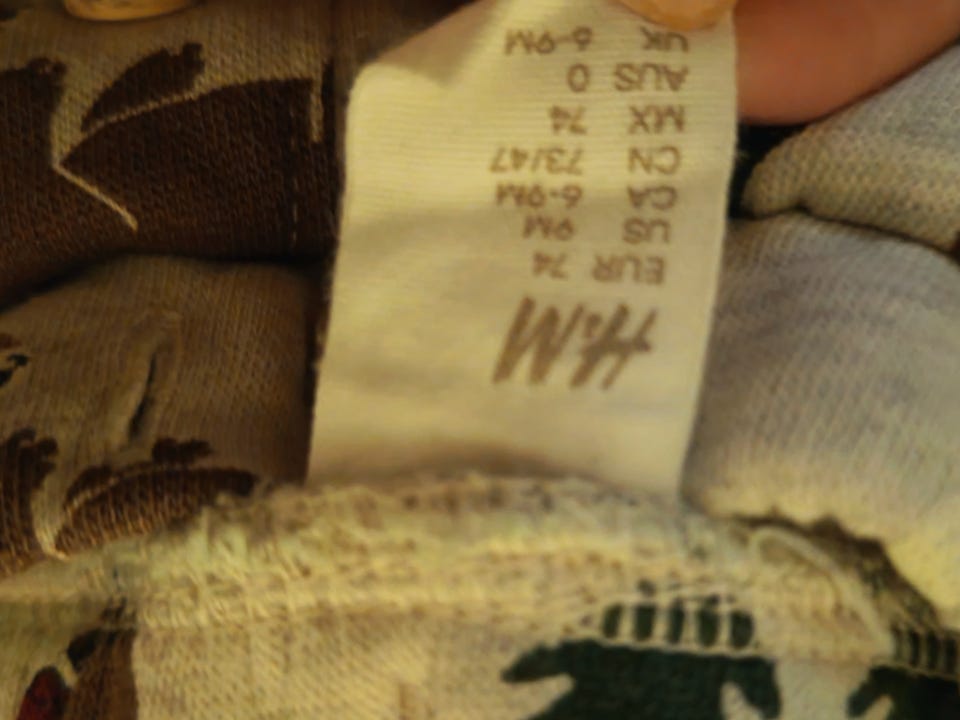 H&M
EUR 74
US 9M
CA 6-9M
CN 73/47
MX 74
AUS 0
UK 6-9M